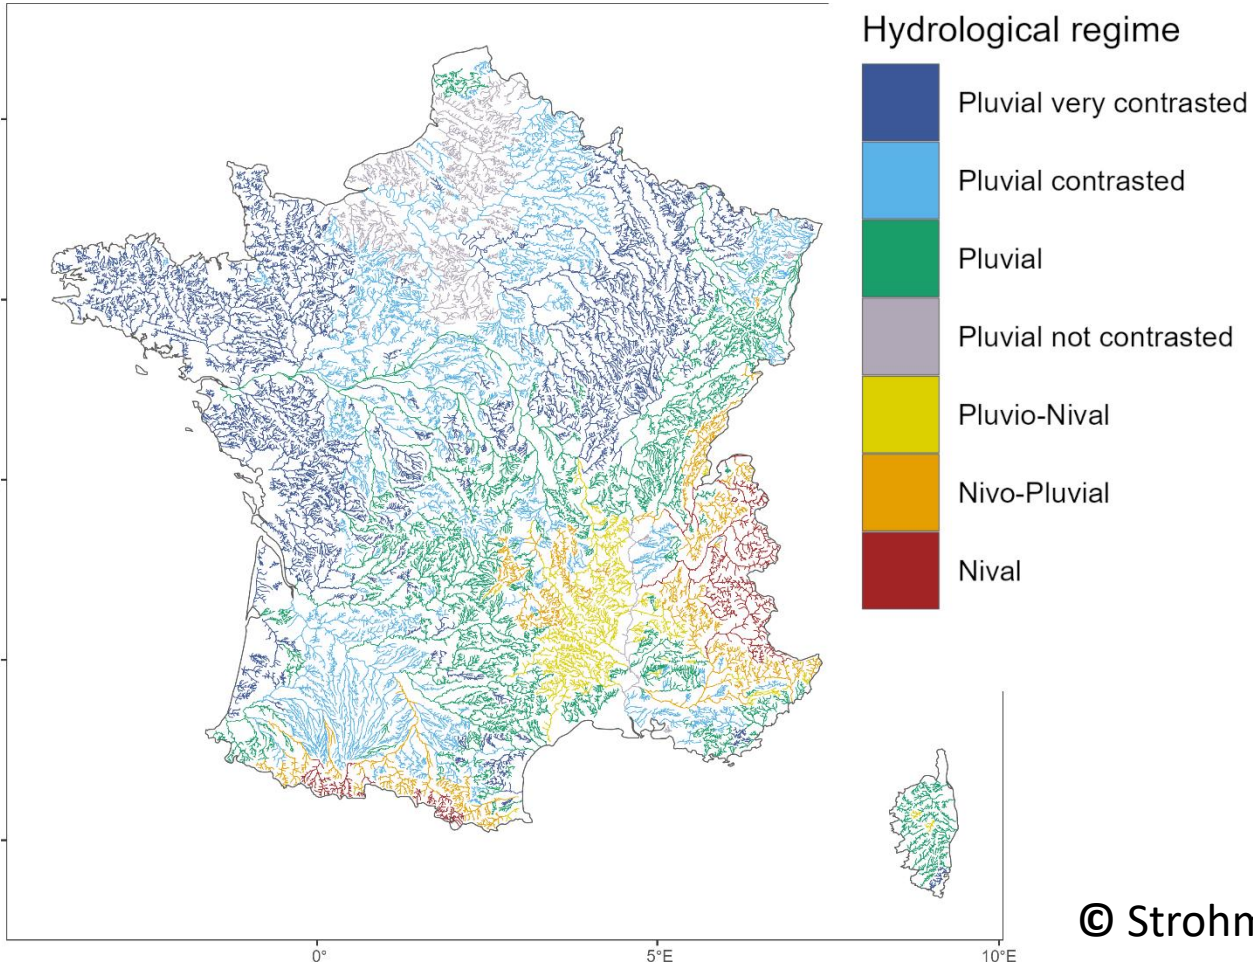 Hydrological regime
Pluvial very contrasted
Pluvial contrasted
Pluvial
Pluvial not contrasted
Pluvio-Nival
Nivo-Pluvial
Nival
© Strohm
0°
5°E
10°E